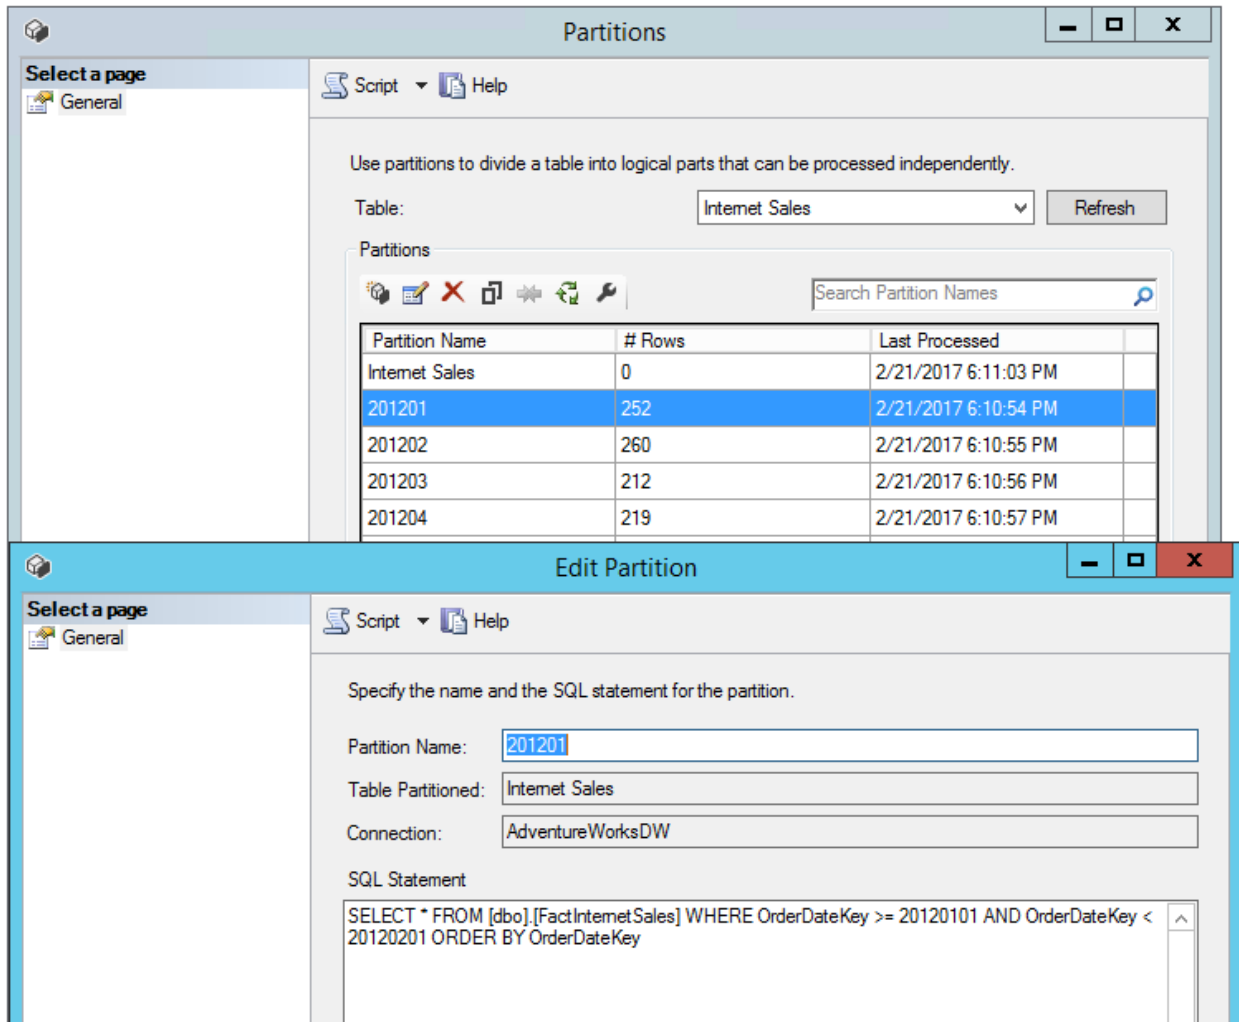 Partitions
Select a page
General
Script Help
Use partitions to divide a table into logical parts that can be processed independently.
Table: Internet Sales Refresh
Partitions
Search Partition Names
Partition Name # Rows Last Processed
Internet Sales 0 2/21/2017 6:11:03 PM
201201 252 2/21/2017 6:10:54 PM
201202 260 2/21/2017 6:10:55 PM
201203 212 2/21/2017 6:10:56 PM
201204 219 2/21/2017 6:10:57 PM
Edit Partition
Select a page
General
Script Help
Specify the name and the SQL statement for the partition.
Partition Name: 201201
Table Partitioned: Internet Sales
Connection: AdventureWorksDW
SQL Statement
SELECT * FROM [dbo].[FactInternetSales] WHERE OrderDateKey >= 20120101 AND OrderDateKey <
20120201 ORDER BY OrderDateKey